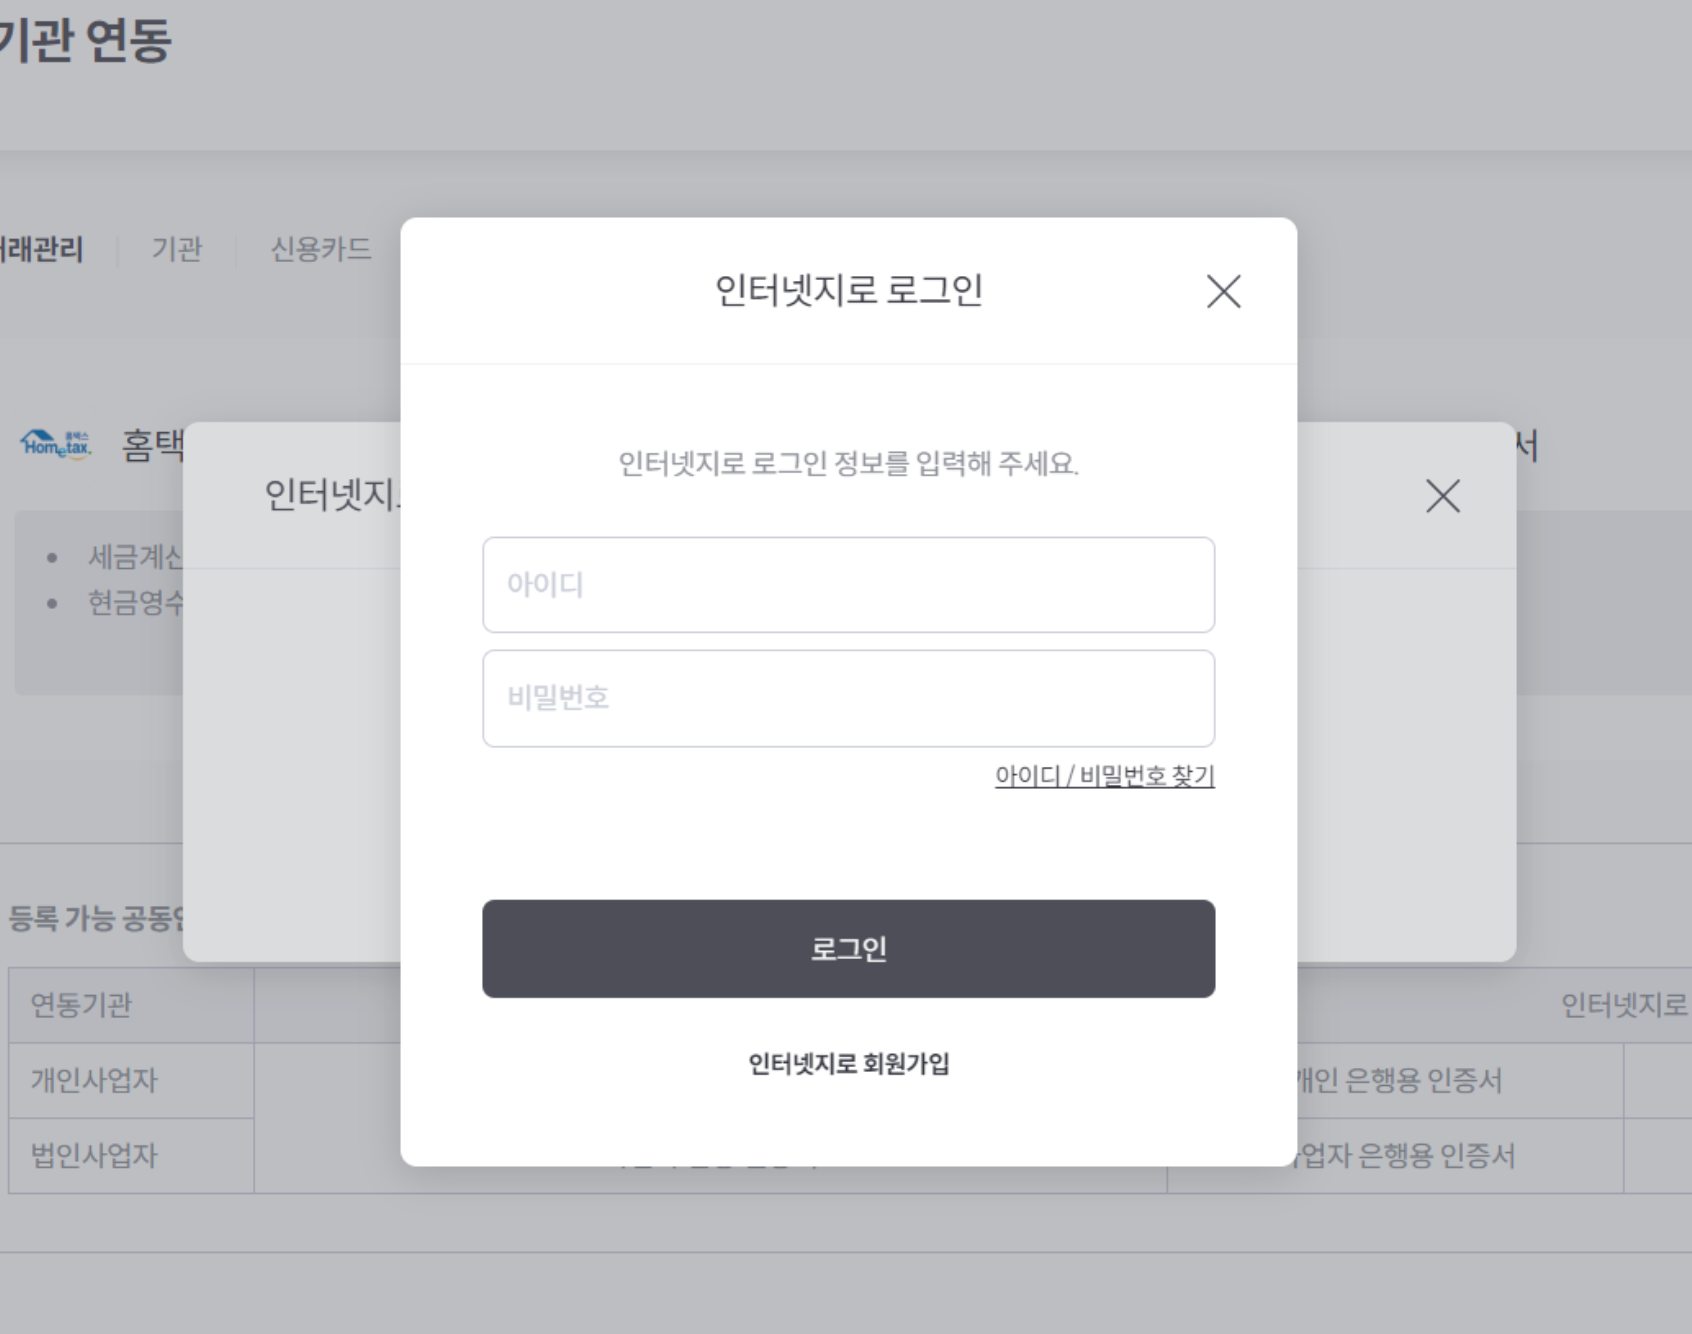 기관 연동
래관리
기관
신용카드
인터넷지로 로그인
홈택스
Hometax.
홈택
서
인터넷지
인터넷지로 로그인 정보를 입력해 주세요.
세금계산
현금영수
아이디
비밀번호
아이디 / 비밀번호 찾기
등록 가능 공동인
로그인
연동기관
인터넷지로
인터넷지로 회원가입
개인사업자
개인 은행용 인증서
법인사업자
업자 은행용 인증서